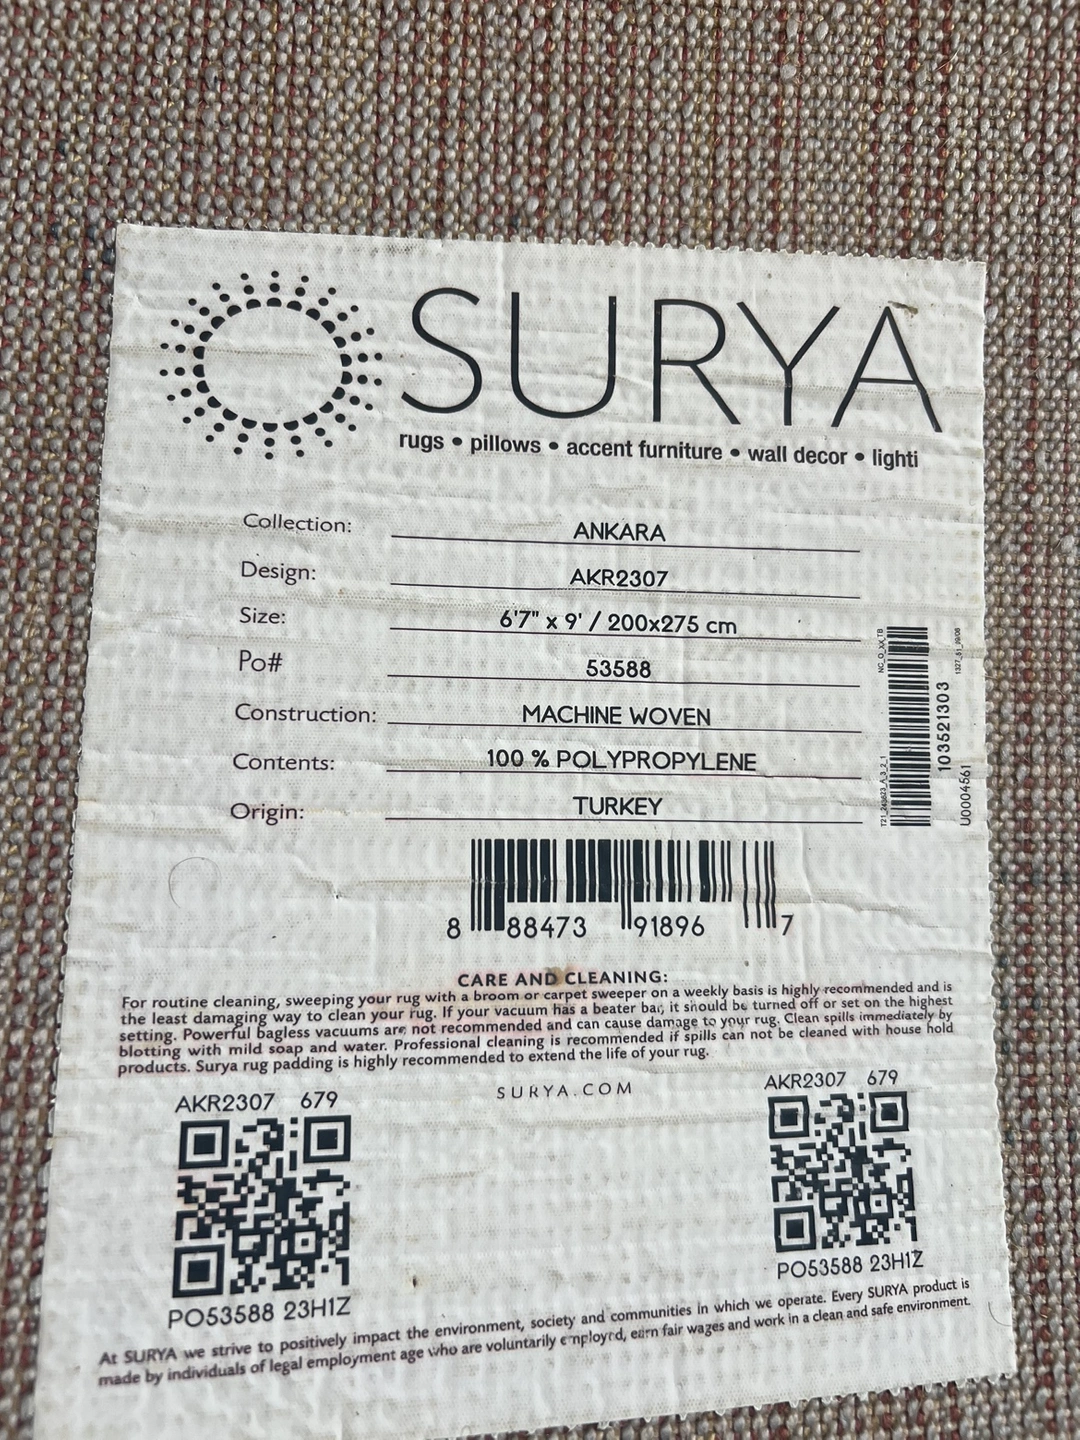 SURYA
rugs • pillows • accent furniture • wall decor • lighti
Collection: ANKARA
Design: AKR2307
Size: 6'7" x 9' / 200x275 cm
Po# 53588
Construction: MACHINE WOVEN
Contents: 100 % POLYPROPYLENE
Origin: TURKEY
103521303
U0004561
8 88473 91896 7
CARE AND CLEANING:
For routine cleaning, sweeping your rug with a broom or carpet sweeper on a weekly basis is highly recommended and is
the least damaging way to clean your rug. If your vacuum has a beater bar, it should be turned off or set on the highest
setting. Powerful bagless vacuums are not recommended and can cause damage to your rug. Clean spills immediately by
blotting with mild soap and water. Professional cleaning is recommended if spills can not be cleaned with house hold
products. Surya rug padding is highly recommended to extend the life of your rug.
SURYA.COM
AKR2307 679
PO53588 23H1Z
AKR2307 679
PO53588 23H1Z
At SURYA we strive to positively impact the environment, society and communities in which we operate. Every SURYA product is
made by individuals of legal employment age who are voluntarily employed, earn fair wages and work in a clean and safe environment.